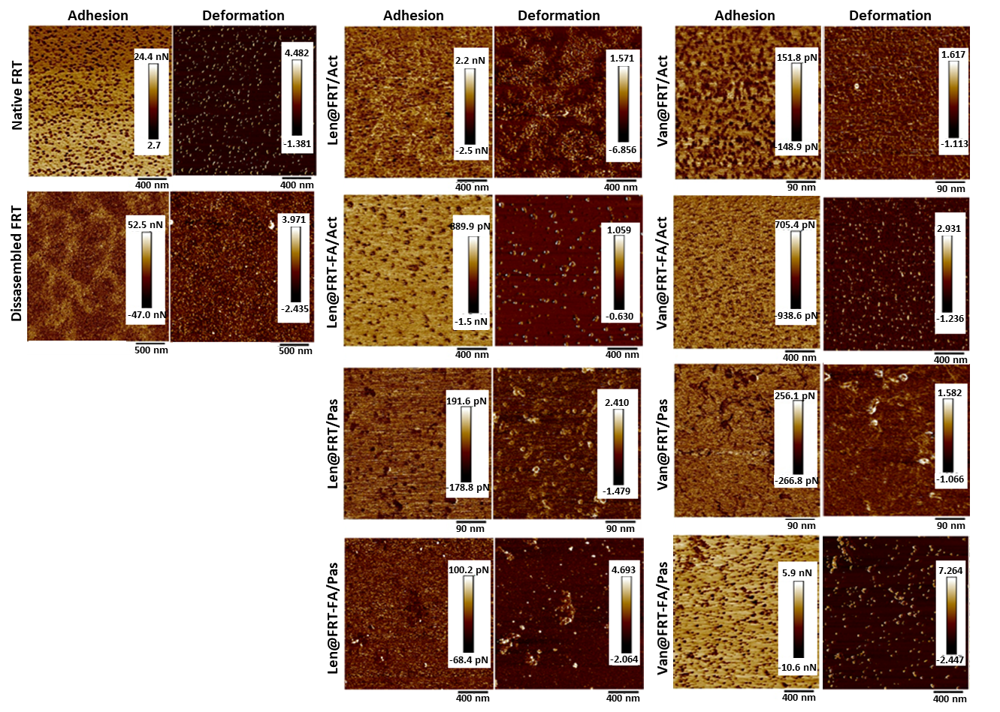 Adhesion
Deformation
Adhesion
Deformation
Adhesion
Deformation
Native FRT
24.4 nN
2.7
400 nm
4.482
-1.381
400 nm
Len@FRT/Act
2.2 nN
-2.5 nN
400 nm
1.571
-6.856
400 nm
Van@FRT/Act
151.8 pN
-148.9 pN
90 nm
1.617
-1.113
90 nm
Dissasembled FRT
52.5 nN
-47.0 nN
500 nm
3.971
-2.435
500 nm
Len@FRT-FA/Act
889.9 pN
-1.5 nN
400 nm
1.059
-0.630
400 nm
Van@FRT-FA/Act
705.4 pN
-938.6 pN
400 nm
2.931
-1.236
400 nm
Len@FRT/Pas
191.6 pN
-178.8 pN
90 nm
2.410
-1.479
90 nm
Van@FRT/Pas
256.1 pN
-266.8 pN
90 nm
1.582
-1.066
90 nm
Len@FRT-FA/Pas
100.2 pN
-68.4 pN
400 nm
4.693
-2.064
400 nm
Van@FRT-FA/Pas
5.9 nN
-10.6 nN
400 nm
7.264
-2.447
400 nm